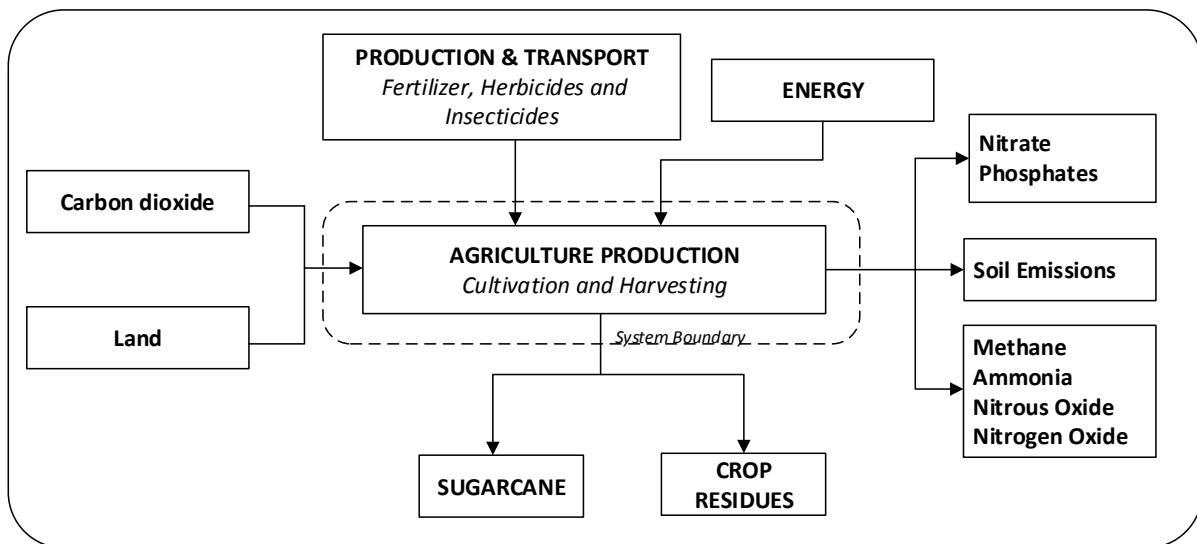 PRODUCTION & TRANSPORT
Fertilizer, Herbicides and
Insecticides
ENERGY
Nitrate
Phosphates
Carbon dioxide
AGRICULTURE PRODUCTION
Cultivation and Harvesting
Soil Emissions
Land
System Boundary
Methane
Ammonia
Nitrous Oxide
Nitrogen Oxide
SUGARCANE
CROP
RESIDUES